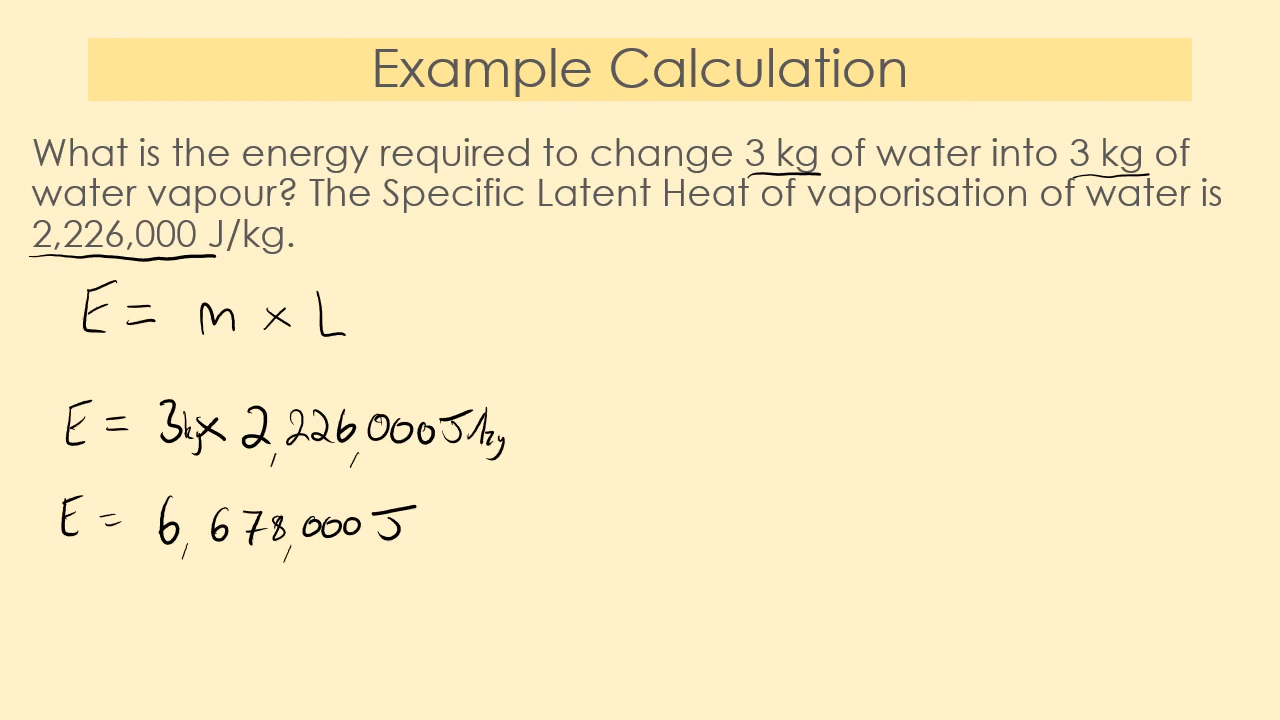 Example Calculation
What is the energy required to change 3 kg of water into 3 kg of
water vapour? The Specific Latent Heat of vaporisation of water is
2,226,000 J/kg.
E = m × L
E = 3kg × 2,226,000 J/kg
E = 6,678,000 J